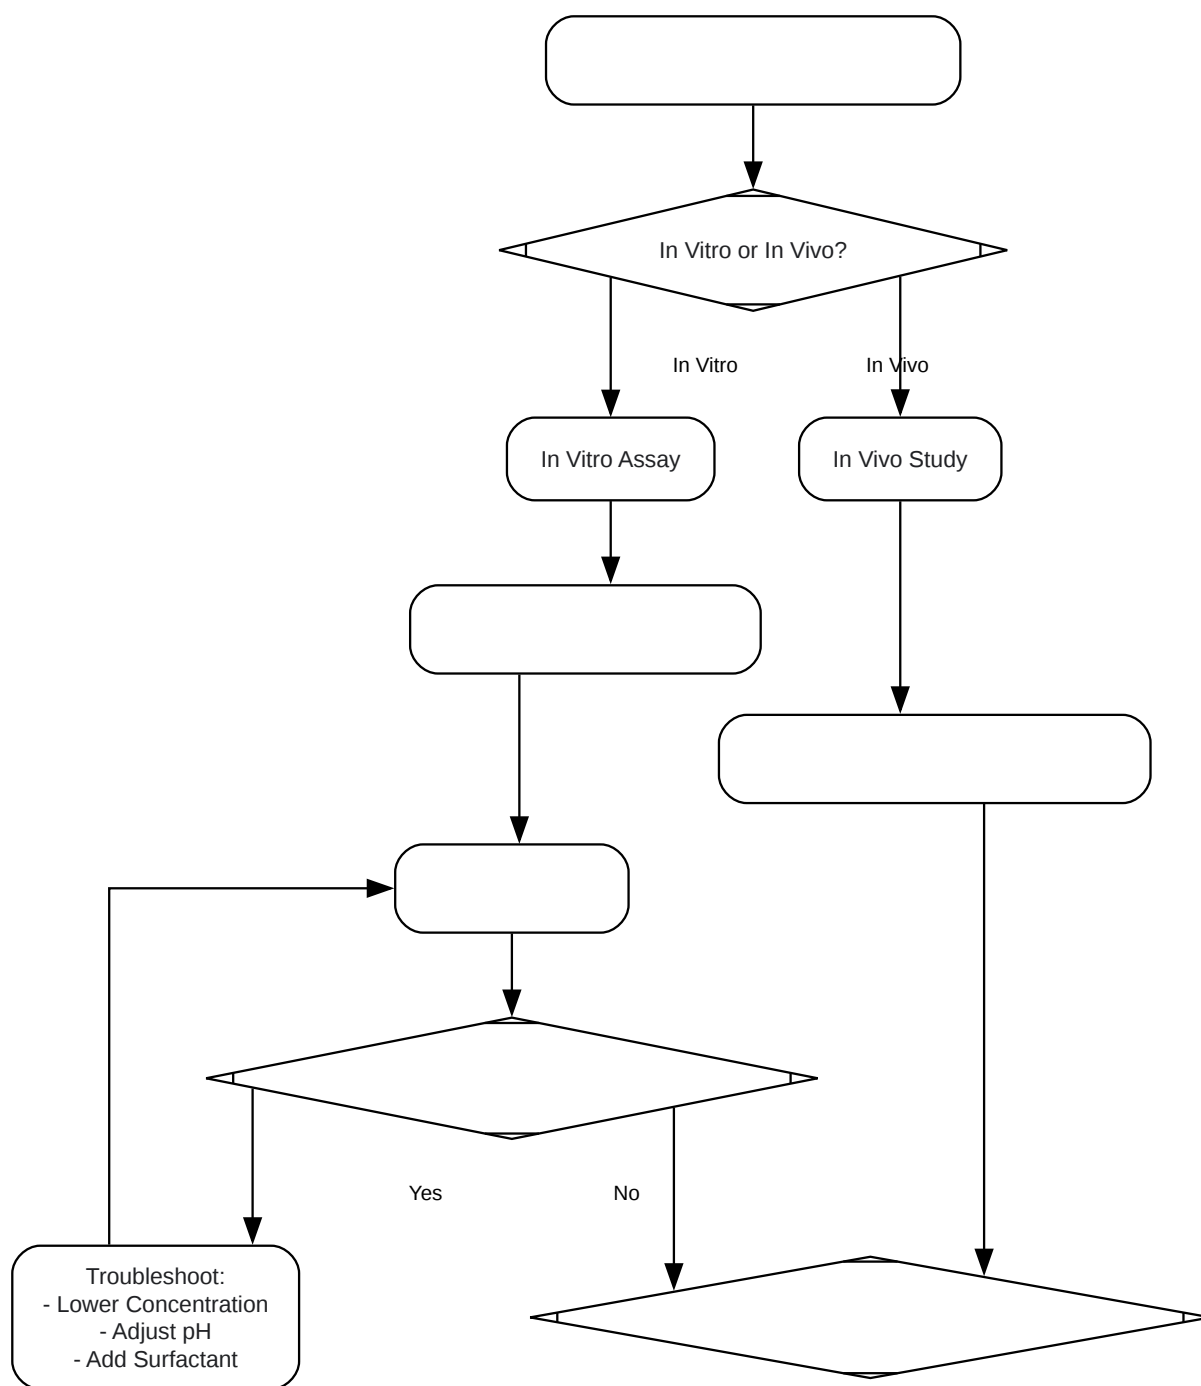 In Vitro or In Vivo?
In Vitro
In Vivo
In Vitro Assay
In Vivo Study
Yes
No
Troubleshoot:
- Lower Concentration
- Adjust pH
- Add Surfactant